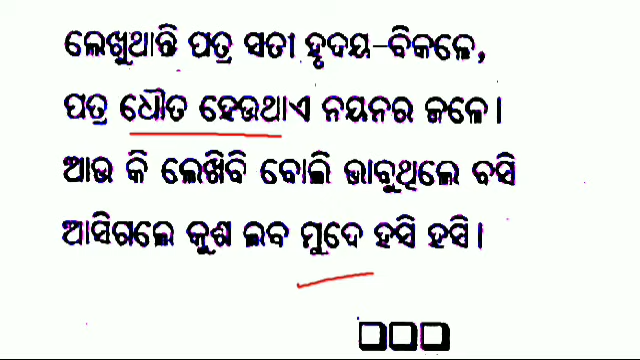 ଲେଖୁଥାନ୍ତି ପତ୍ର ସତୀ ହୃଦୟ-ବିକଳେ,
ପତ୍ର ଧୌତ ହେଉଥାଏ ନୟନର ଜଳେ।
ଆଉ କି ଲେଖିବି ବୋଲି ଭାବୁଥିଲେ ବସି
ଆସିଗଲେ କୁଶ ଲବ ମୁଦେ ହସି ହସି।